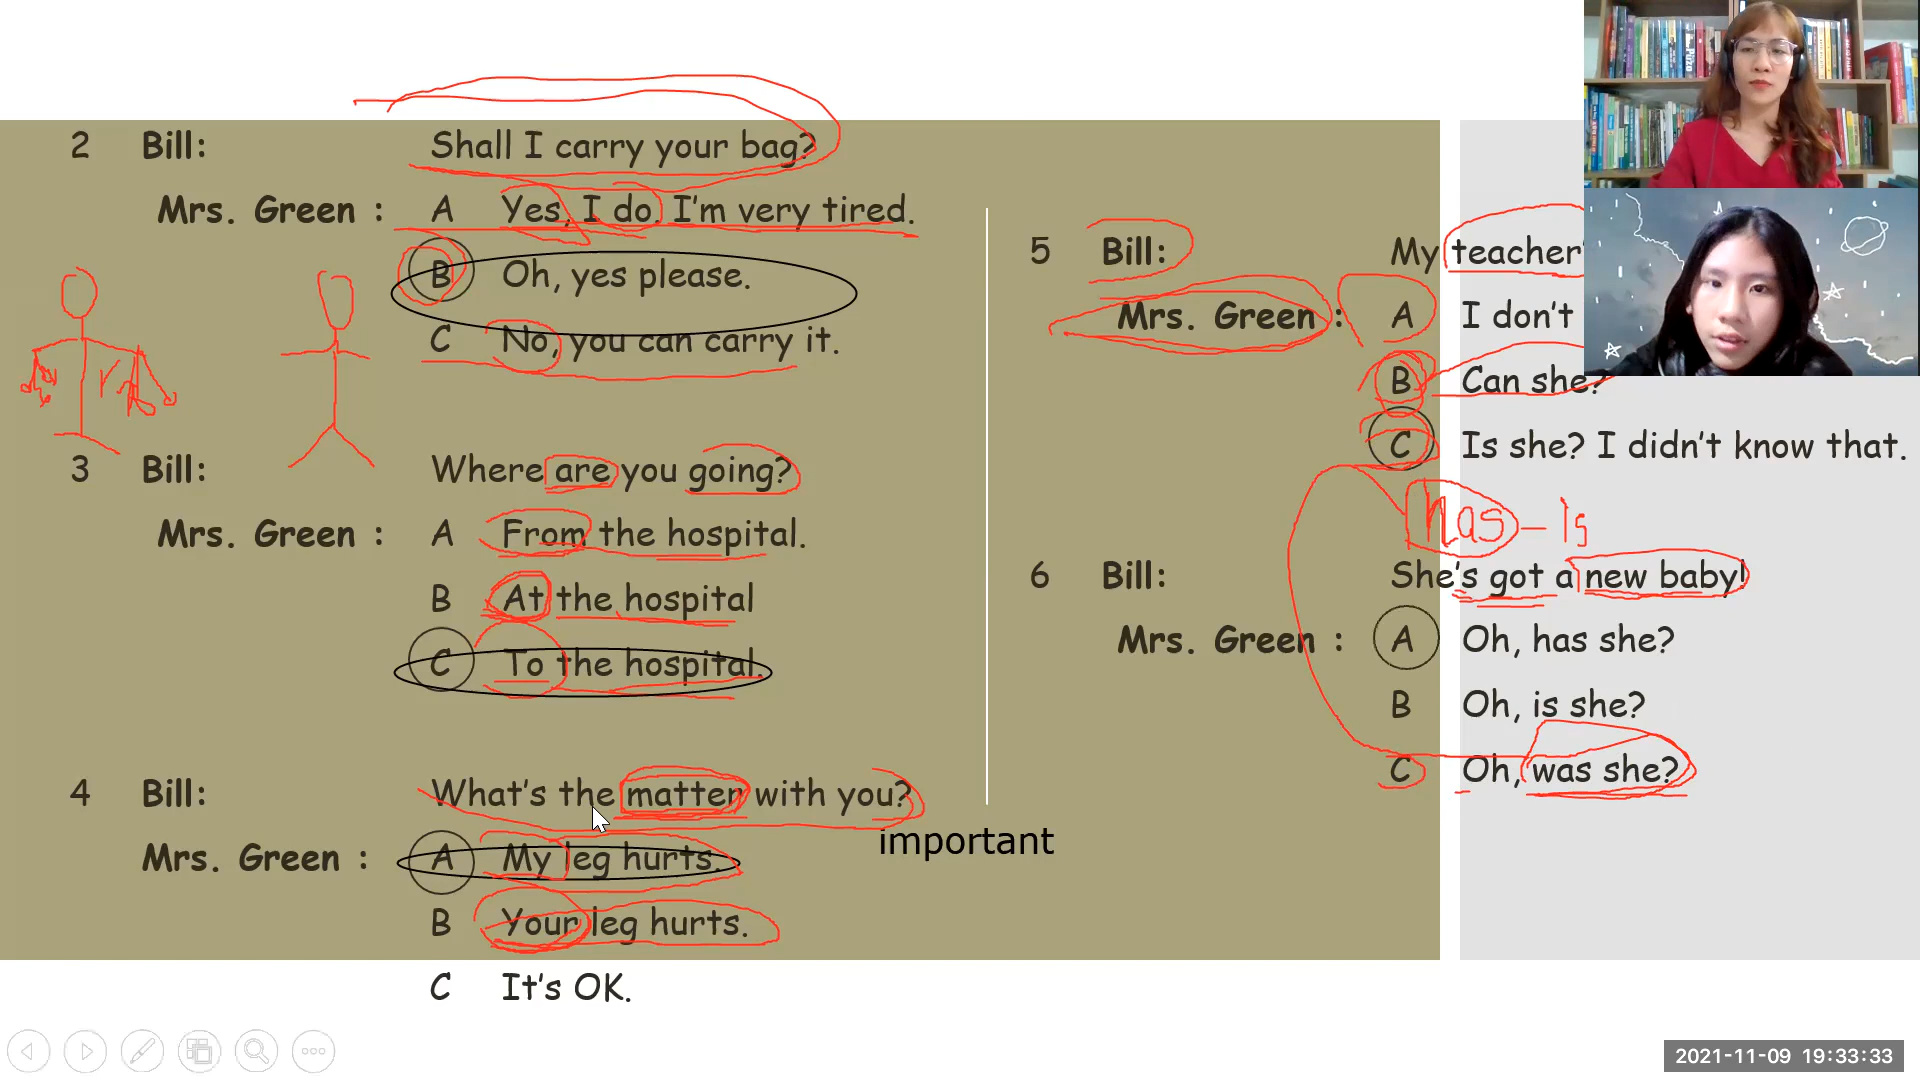 2 Bill: Shall I carry your bag?
Mrs. Green : A Yes, I do. I'm very tired.
B Oh, yes please.
C No, you can carry it.
3 Bill: Where are you going?
Mrs. Green : A From the hospital.
B At the hospital
C To the hospital.
4 Bill: What's the matter with you?
important
Mrs. Green : A My leg hurts.
B Your leg hurts.
C It's OK.
5 Bill: My teacher'
Mrs. Green : A I don't
B Can she?
C Is she? I didn't know that.
has – is
6 Bill: She's got a new baby!
Mrs. Green : A Oh, has she?
B Oh, is she?
C Oh, was she?
2021-11-09 19:33:33